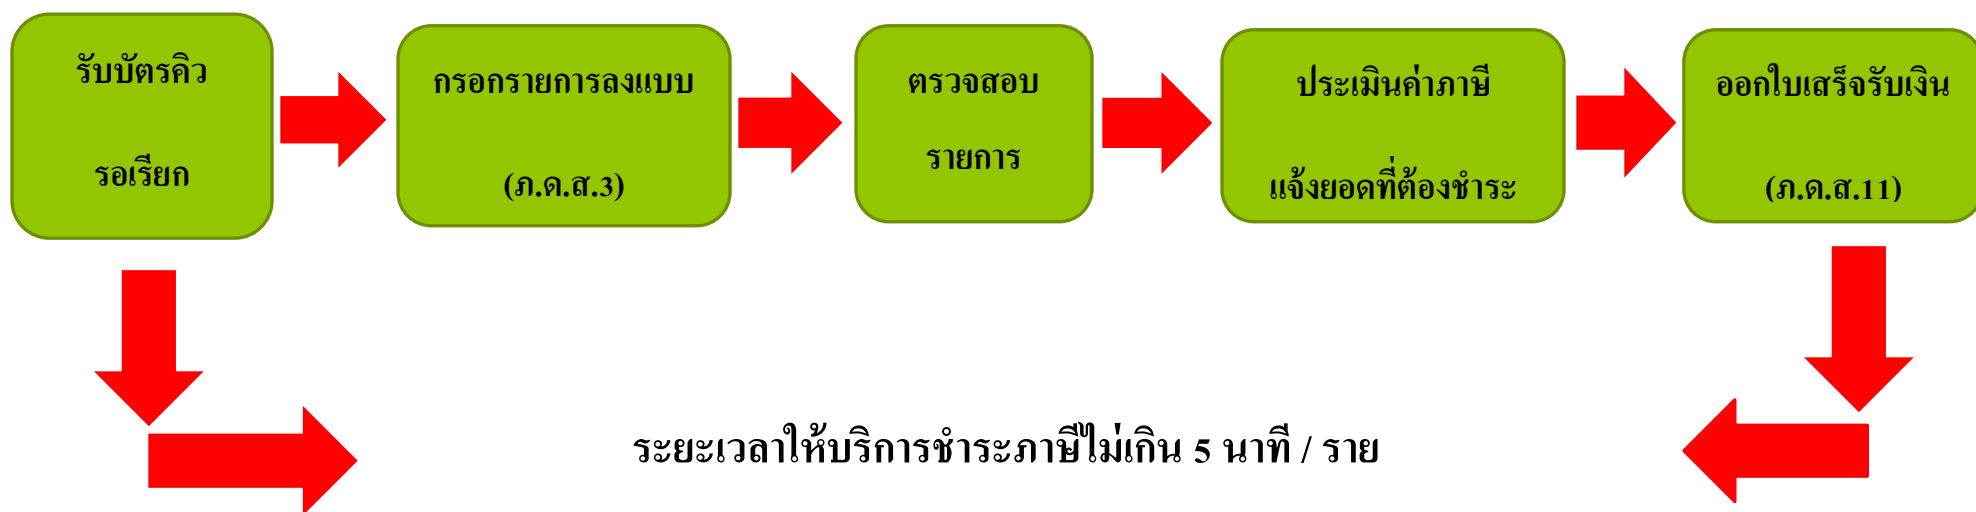 รับบัตรคิว
รอเรียก
กรอกรายการลงแบบ
(ภ.ด.ส.3)
ตรวจสอบ
รายการ
ประเมินค่าภาษี
แจ้งยอดที่ต้องชำระ
ออกใบเสร็จรับเงิน
(ภ.ด.ส.11)
ระยะเวลาให้บริการชำระภาษีไม่เกิน 5 นาที / ราย